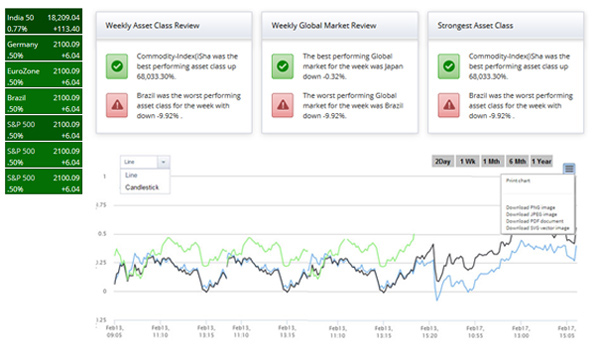 India 50 18,209.04
0.77% +113.40
Germany 2100.09
.50% +6.04
EuroZone 2100.09
.50% +6.04
Brazil 2100.09
.50% +6.04
S&P 500 2100.09
.50% +6.04
S&P 500 2100.09
.50% +6.04
S&P 500 2100.09
.50% +6.04
Weekly Asset Class Review
Commodity-Index(iSha was the
best performing asset class up
68,033.30%.
Brazil was the worst performing
asset class for the week with
down -9.92% .
Weekly Global Market Review
The best performing Global
market for the week was Japan
down -0.32%.
The worst performing Global
market for the week was Brazil
down -9.92%.
Strongest Asset Class
Commodity-Index(iSha was the
best performing asset class up
68,033.30%.
Brazil was the worst performing
asset class for the week with
down -9.92% .
Line
Line
Candlestick
2Day 1 Wk 1 Mth 6 Mth 1 Year
Print chart
Download PNG image
Download JPEG image
Download PDF document
Download SVG vector image
1
0.75
0.5
0.25
0
0.25
Feb13, 09:05
Feb13, 11:10
Feb13, 13:15
Feb13, 11:10
Feb13, 13:15
Feb13, 11:10
Feb13, 13:15
Feb13, 15:20
Feb17, 10:55
Feb17, 13:00
Feb17, 15:05